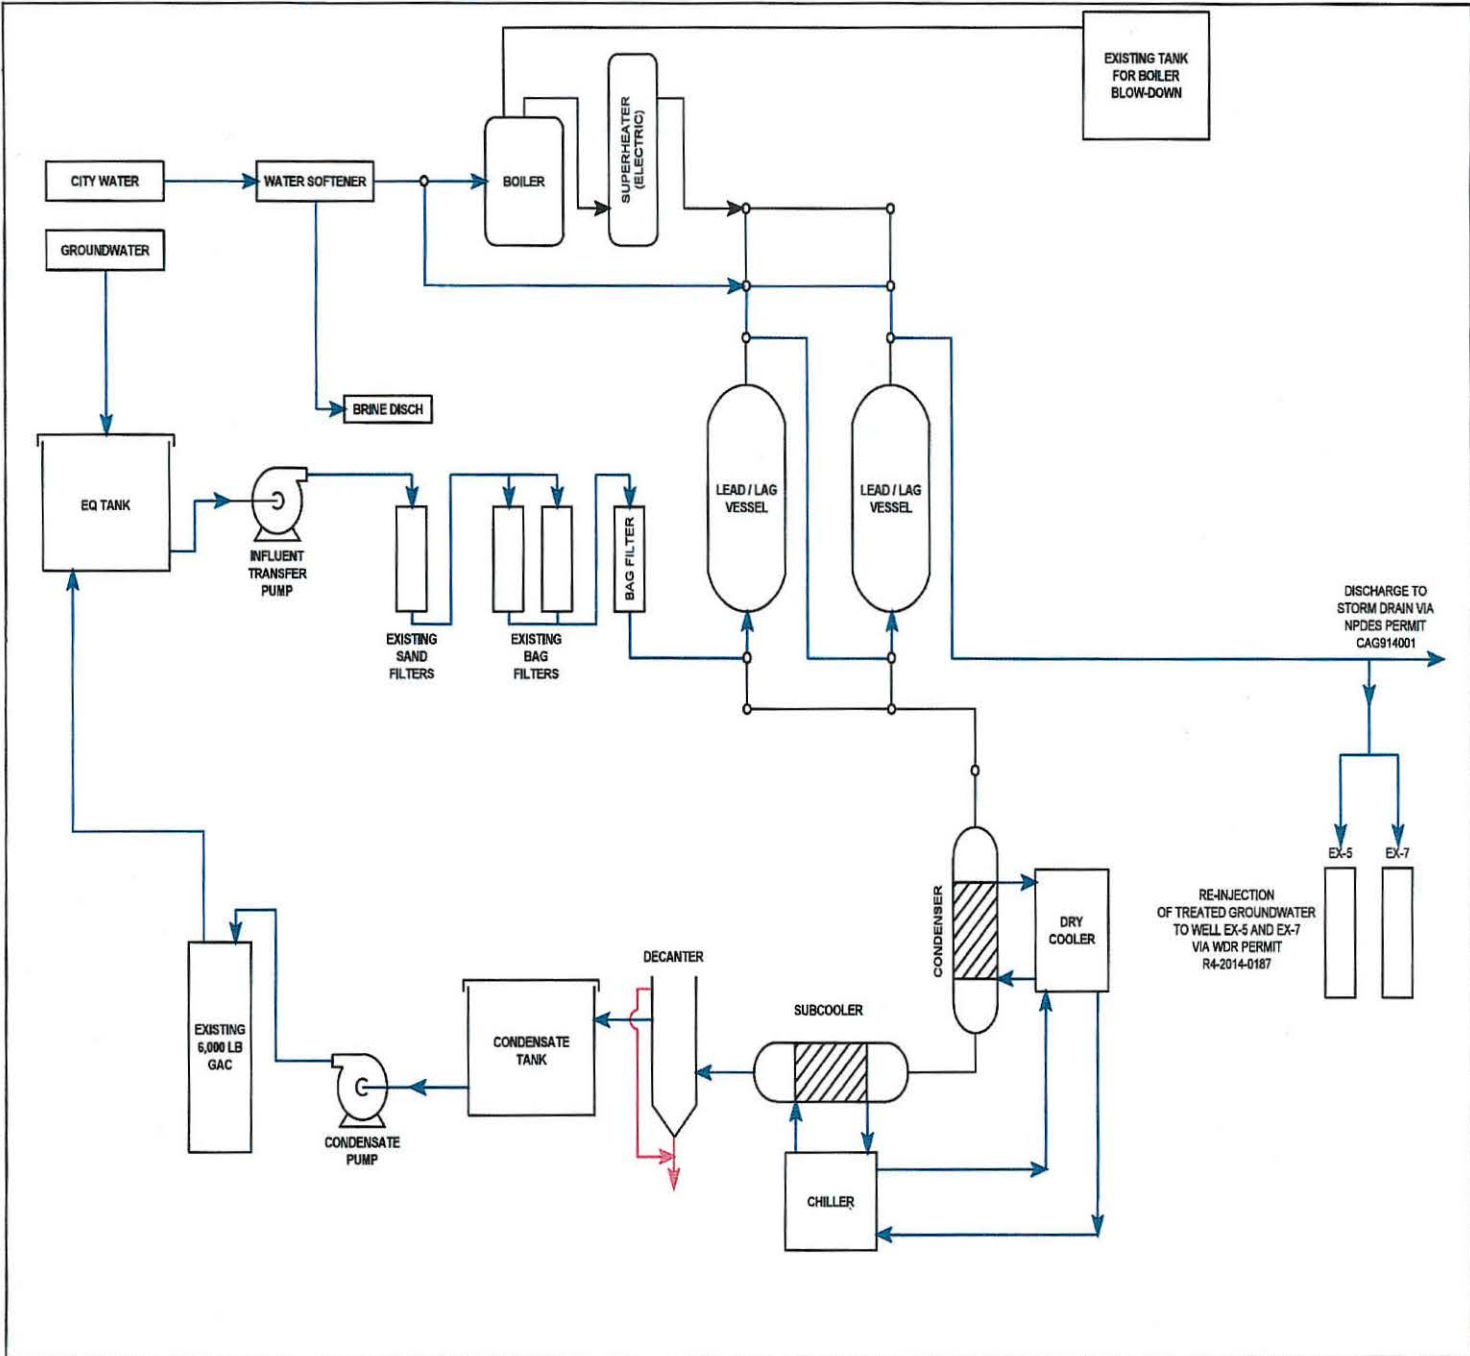 EXISTING TANK
FOR BOILER
BLOW-DOWN
SUPERHEATER
(ELECTRIC)
CITY WATER
WATER SOFTENER
BOILER
GROUNDWATER
BRINE DISCH
EQ TANK
INFLUENT
TRANSFER
PUMP
EXISTING
SAND
FILTERS
EXISTING
BAG
FILTERS
BAG FILTER
LEAD / LAG
VESSEL
LEAD / LAG
VESSEL
DISCHARGE TO
STORM DRAIN VIA
NPDES PERMIT
CAG914001
EX-5
EX-7
RE-INJECTION
OF TREATED GROUNDWATER
TO WELL EX-5 AND EX-7
VIA WDR PERMIT
R4-2014-0187
CONDENSER
DRY
COOLER
SUBCOOLER
DECANTER
CONDENSATE
TANK
EXISTING
6,000 LB
GAC
CONDENSATE
PUMP
CHILLER